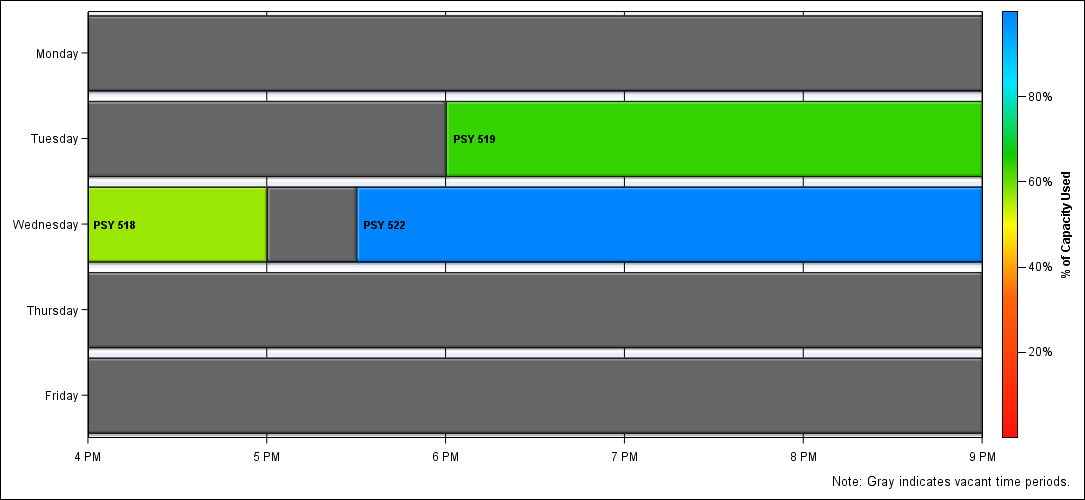 Monday
Tuesday
PSY 519
Wednesday
PSY 518
PSY 522
Thursday
Friday
4 PM
5 PM
6 PM
7 PM
8 PM
9 PM
80%
60%
40%
20%
% of Capacity Used
Note: Gray indicates vacant time periods.